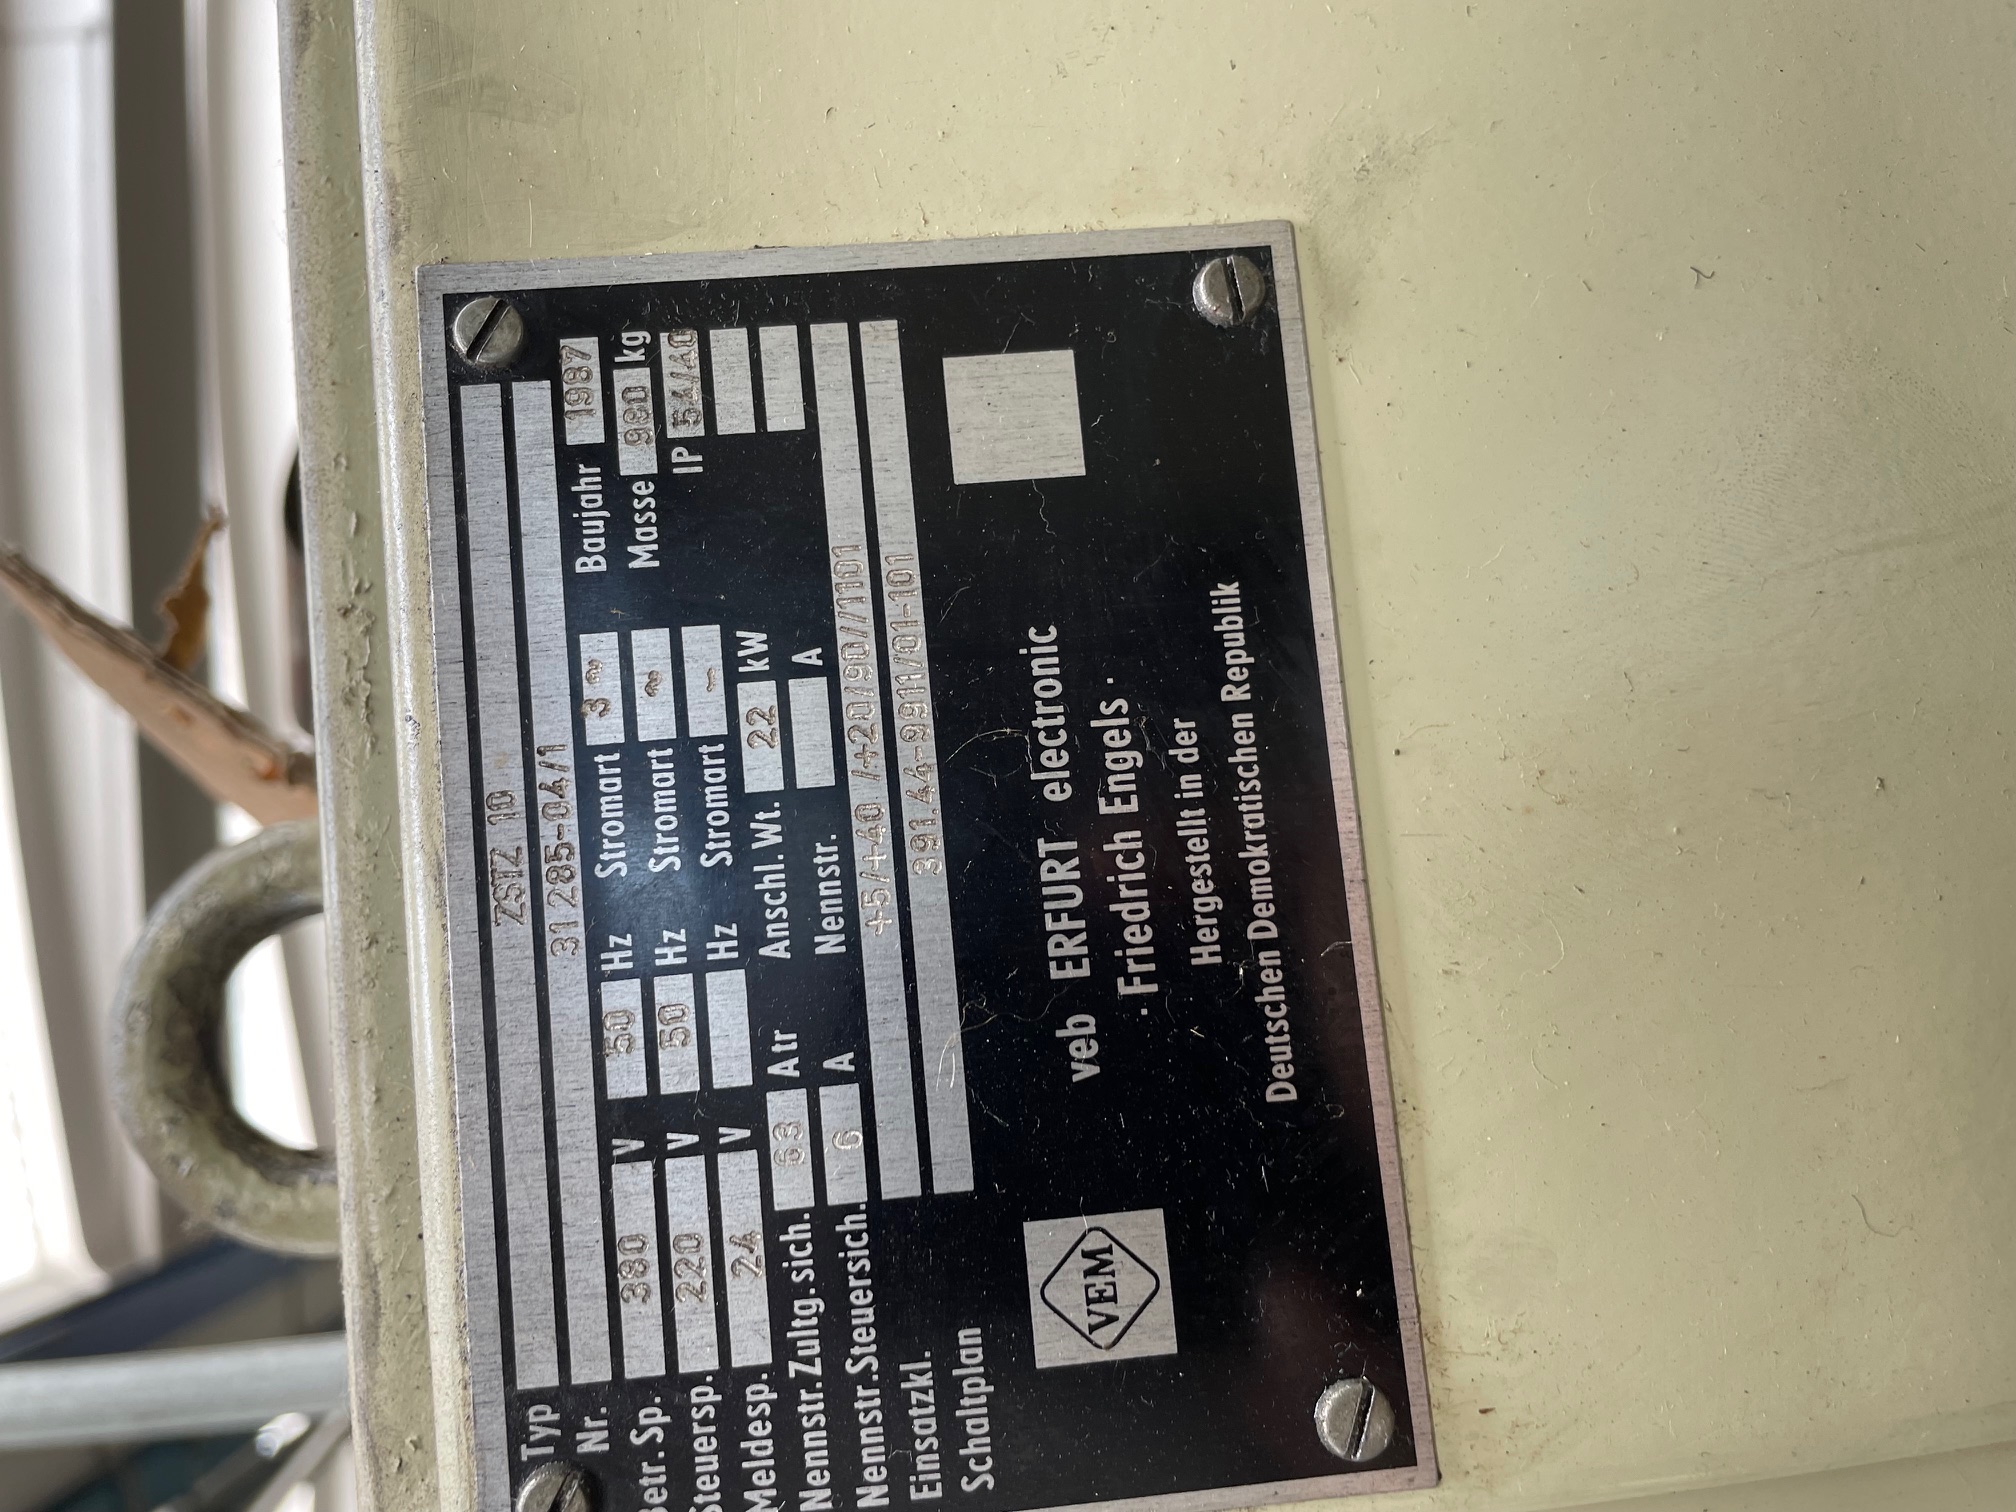 Typ ZSTZ 10
Nr. 31 285-04/1
Betr. Sp. 380 V 50 Hz Stromart 3 ~ Baujahr 1987
Steuersp. 220 V 50 Hz Stromart ~ Masse 980 kg
Meldesp. 24 V Hz Stromart – IP 54/40
Nennstr. Zultg. sich. 63 Atr Anschl. Wt. 22 kW
Nennstr. Steuersich. 6 A Nennstr. A
Einsatzkl. +5/+40/+20/90//1101
Schaltplan 391.44-9911/01-101
VEM
veb ERFURT electronic
· Friedrich Engels ·
Hergestellt in der
Deutschen Demokratischen Republik